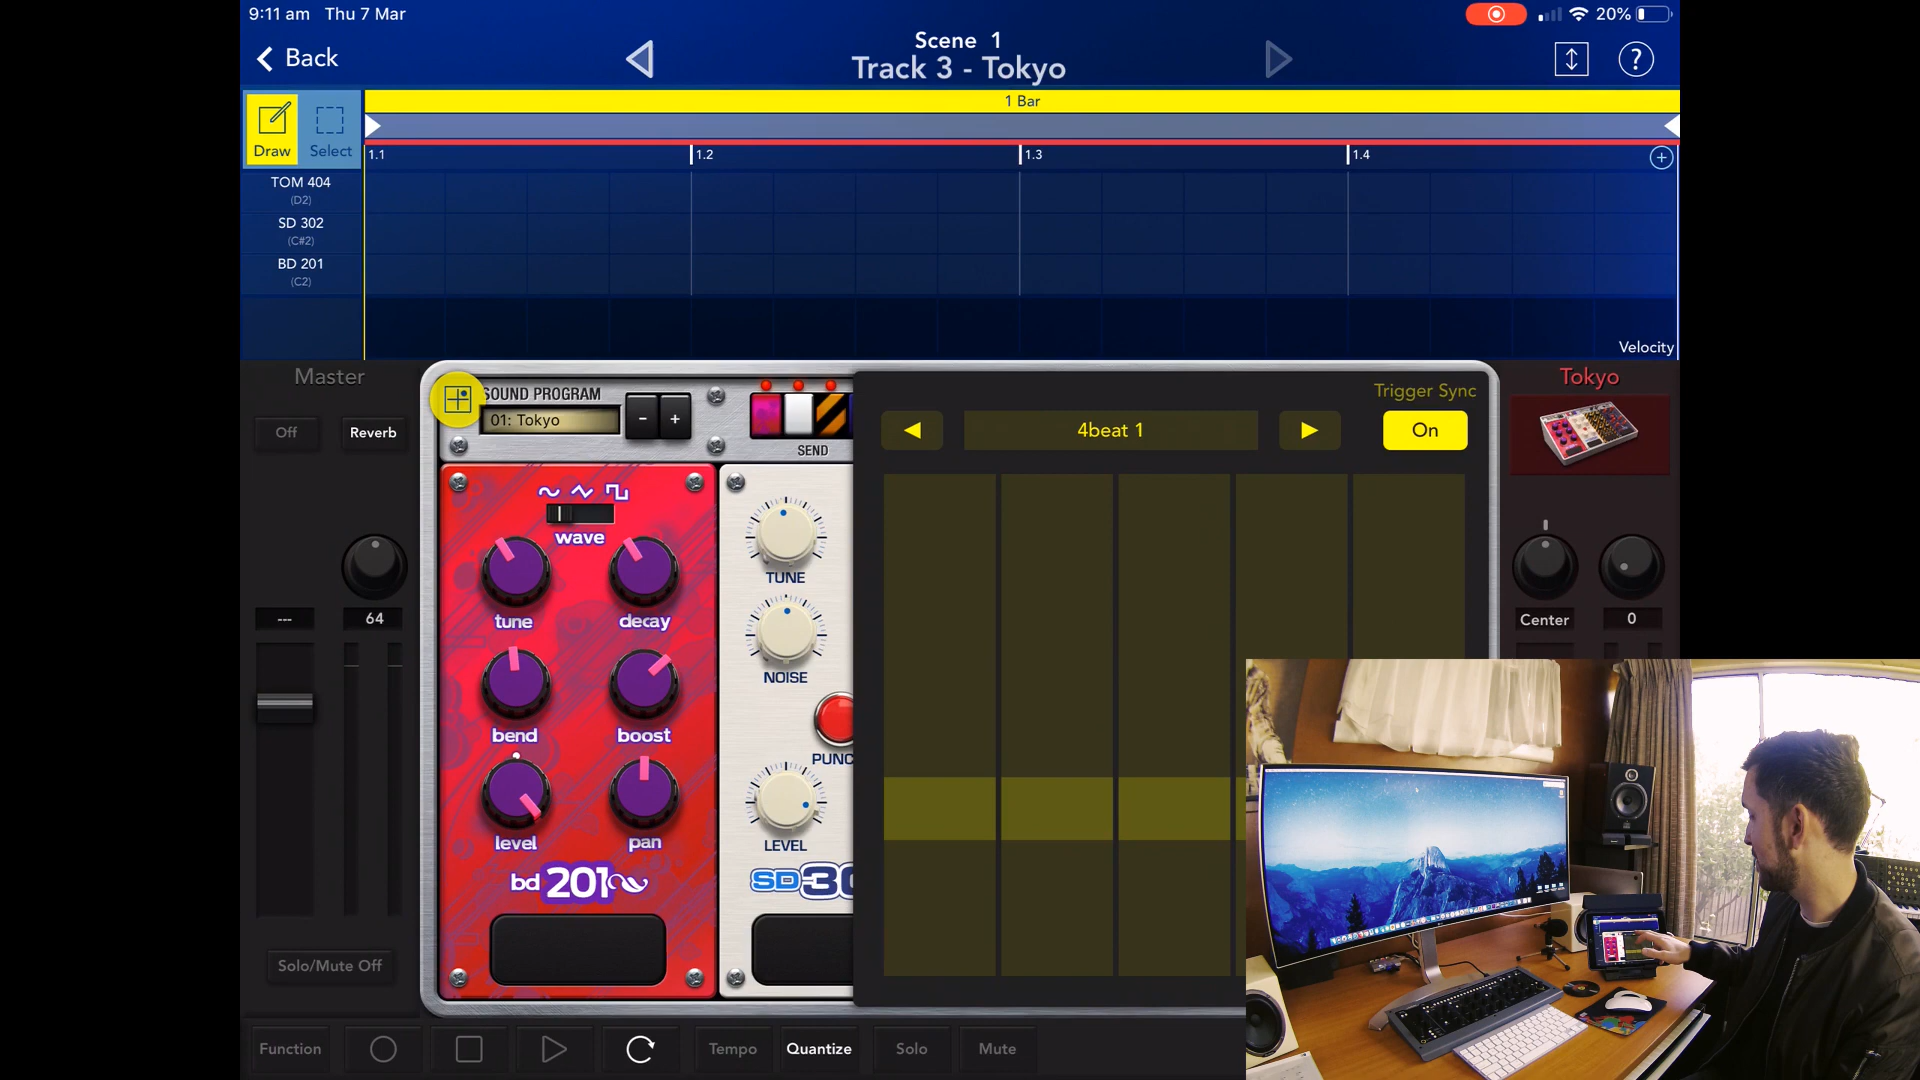 9:11 am Thu 7 Mar
20%
Back
Scene 1
Track 3 - Tokyo
?
Draw
Select
1 Bar
1.1
1.2
1.3
1.4
TOM 404
(D2)
SD 302
(C#2)
BD 201
(C2)
Velocity
Master
Off
Reverb
---
64
Solo/Mute Off
SOUND PROGRAM
01: Tokyo
- +
SEND
wave
tune
decay
bend
boost
level
pan
bd 201
TUNE
NOISE
PUNC
LEVEL
SD-30
Trigger Sync
4beat 1
On
Tokyo
Center
0
Function
Tempo
Quantize
Solo
Mute